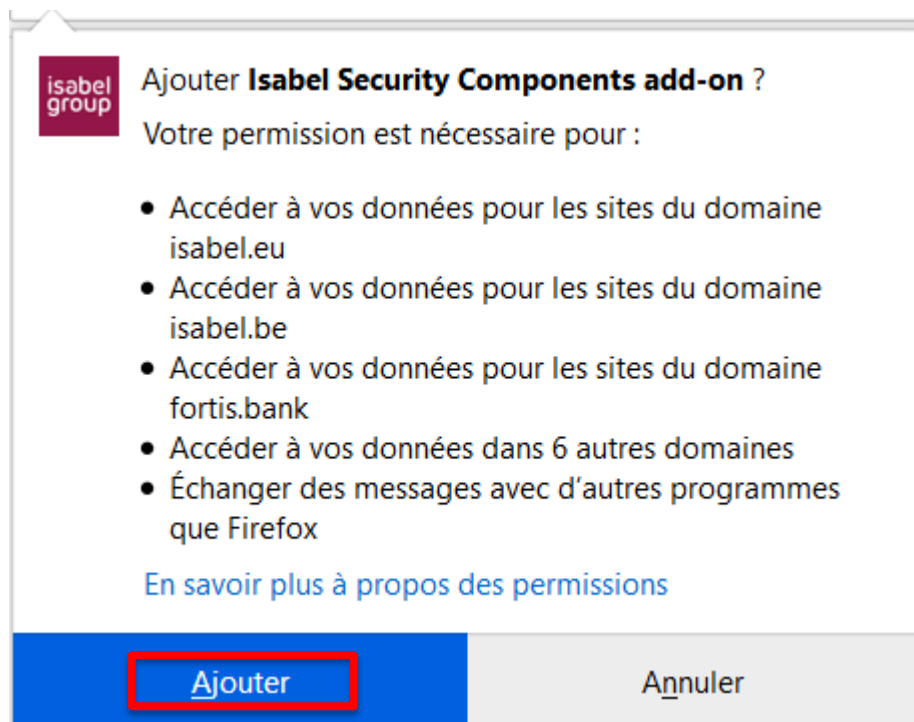 isabel
group
Ajouter Isabel Security Components add-on ?
Votre permission est nécessaire pour :
• Accéder à vos données pour les sites du domaine
isabel.eu
• Accéder à vos données pour les sites du domaine
isabel.be
• Accéder à vos données pour les sites du domaine
fortis.bank
• Accéder à vos données dans 6 autres domaines
• Échanger des messages avec d’autres programmes
que Firefox
En savoir plus à propos des permissions
Ajouter
Annuler